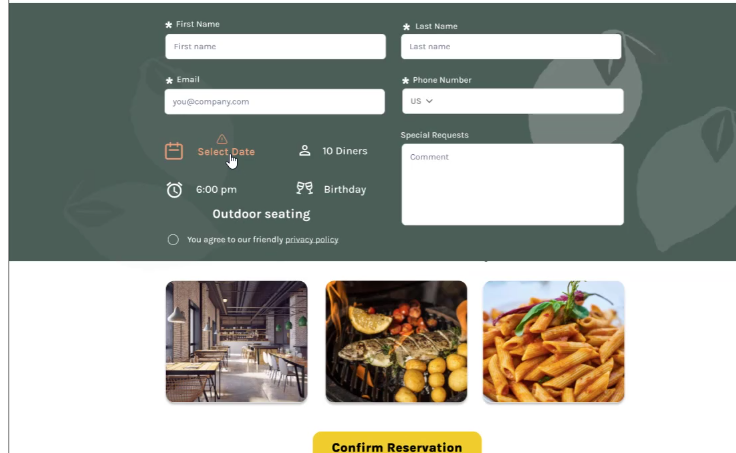 * First Name
First name
* Last Name
Last name
* Email
you@company.com
* Phone Number
US
Select Date
10 Diners
6:00 pm
Birthday
Outdoor seating
You agree to our friendly privacy policy
Special Requests
Comment
Confirm Reservation